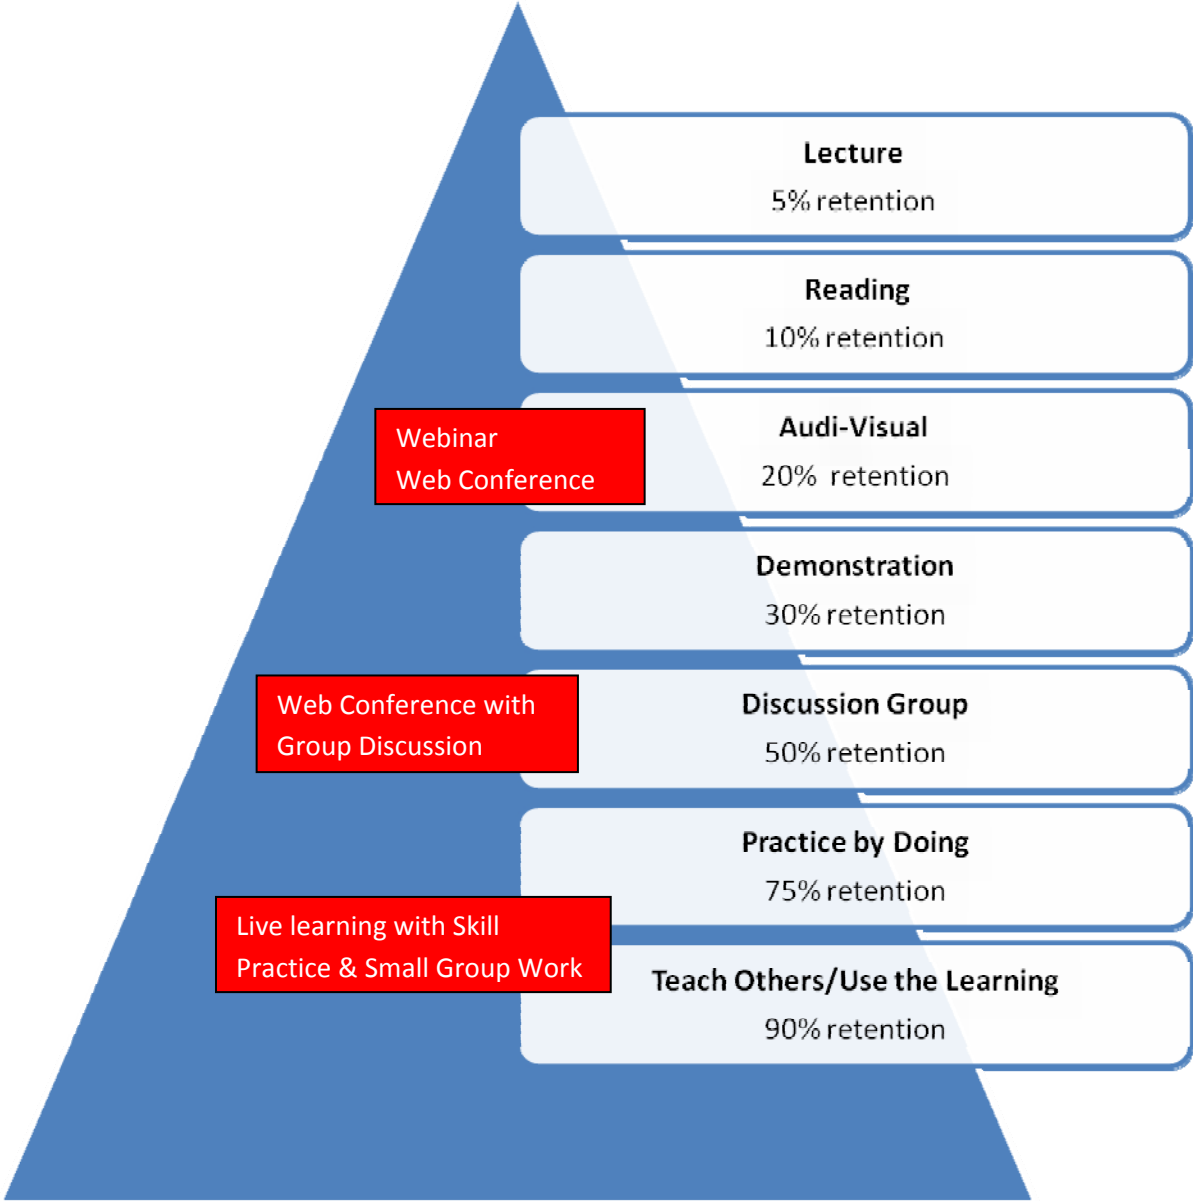 Lecture
5% retention
Reading
10% retention
Webinar
Web Conference
Audi-Visual
20% retention
Demonstration
30% retention
Web Conference with
Group Discussion
Discussion Group
50% retention
Practice by Doing
75% retention
Live learning with Skill
Practice & Small Group Work
Teach Others/Use the Learning
90% retention